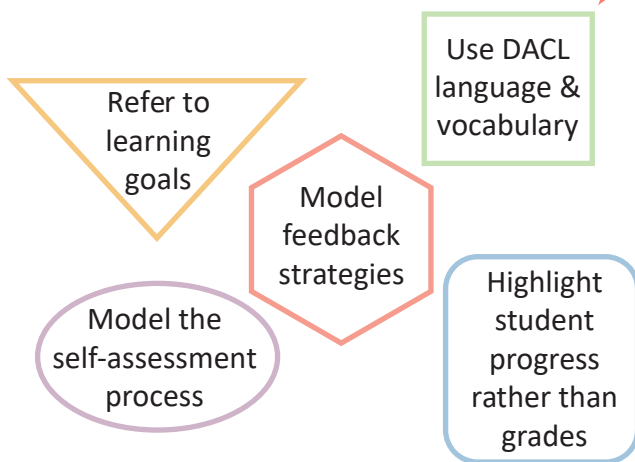 Use DACL
language &
vocabulary
Refer to
learning
goals
Model
feedback
strategies
Model the
self-assessment
process
Highlight
student
progress
rather than
grades